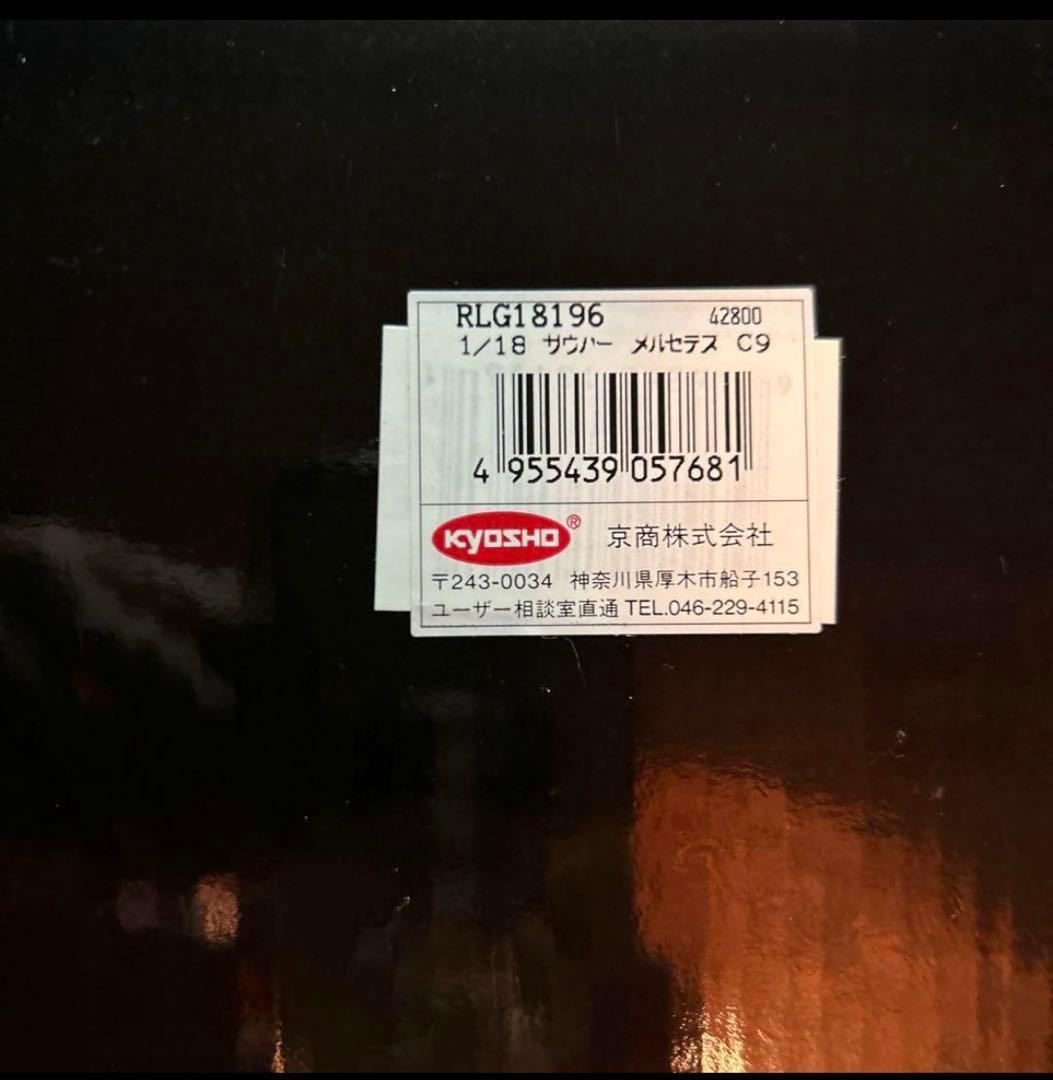 RLG18196 42800
1/18 サウハー メルセデス C9
4 955439 057681
KYOSHO® 京商株式会社
〒243-0034 神奈川県厚木市船子153
ユーザー相談室直通 TEL.046-229-4115